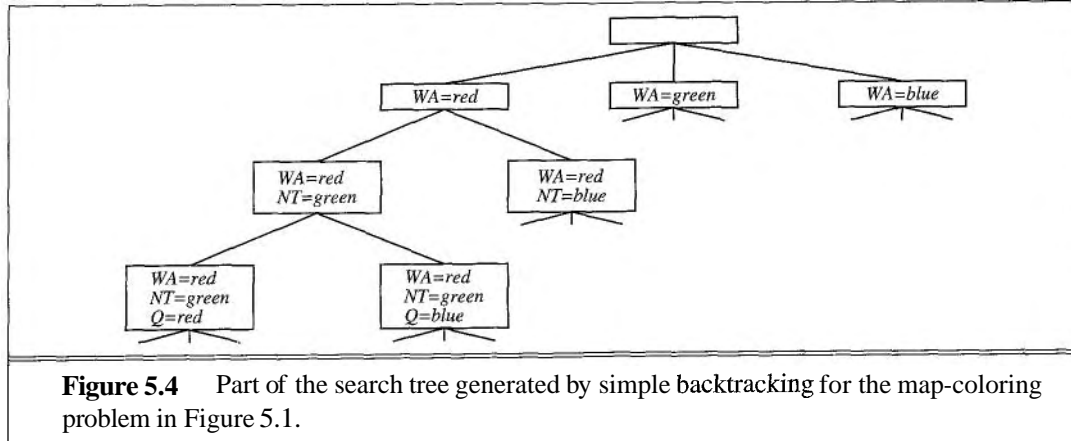 WA=red
WA=green
WA=blue
WA=red
NT=green
WA=red
NT=blue
WA=red
NT=green
Q=red
WA=red
NT=green
Q=blue
Figure 5.4 Part of the search tree generated by simple backtracking for the map-coloring
problem in Figure 5.1.